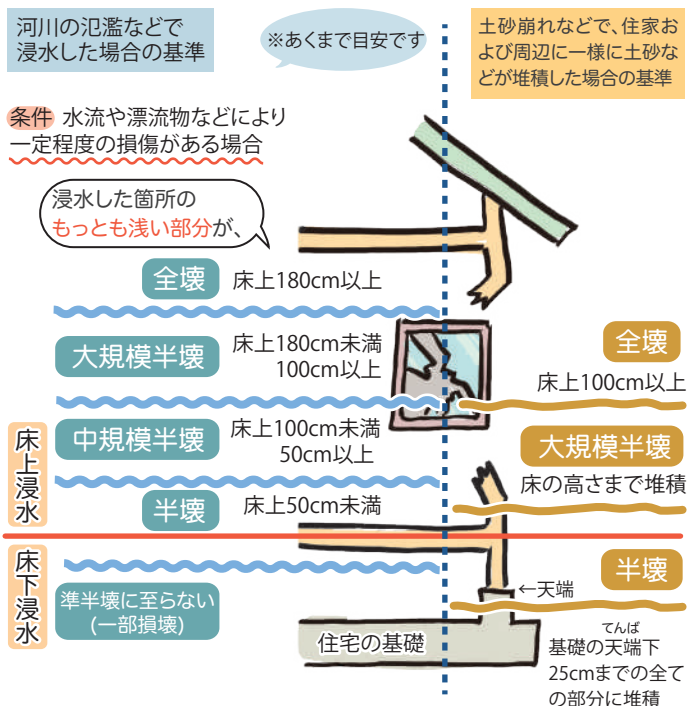 河川の氾濫などで
浸水した場合の基準
※あくまで目安です
土砂崩れなどで、住家お
よび周辺に一様に土砂な
どが堆積した場合の基準
条件 水流や漂流物などにより
一定程度の損傷がある場合
浸水した箇所の
もっとも浅い部分が、
全壊 床上180cm以上
大規模半壊 床上180cm未満
100cm以上
中規模半壊 床上100cm未満
50cm以上
半壊 床上50cm未満
床上浸水
床下浸水
準半壊に至らない
(一部損壊)
全壊
床上100cm以上
大規模半壊
床の高さまで堆積
半壊
←天端
住宅の基礎
てんば
基礎の天端下
25cmまでの全て
の部分に堆積